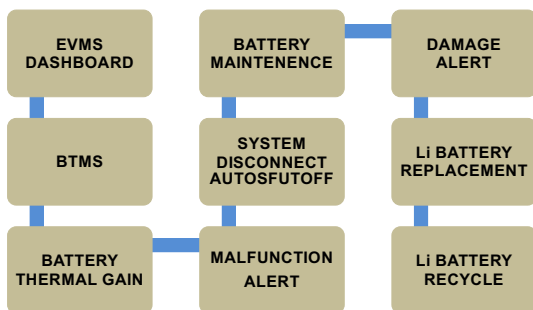 EVMS
DASHBOARD
BTMS
BATTERY
THERMAL GAIN
MALFUNCTION
ALERT
SYSTEM
DISCONNECT
AUTOSFUTOFF
BATTERY
MAINTENENCE
DAMAGE
ALERT
Li BATTERY
REPLACEMENT
Li BATTERY
RECYCLE